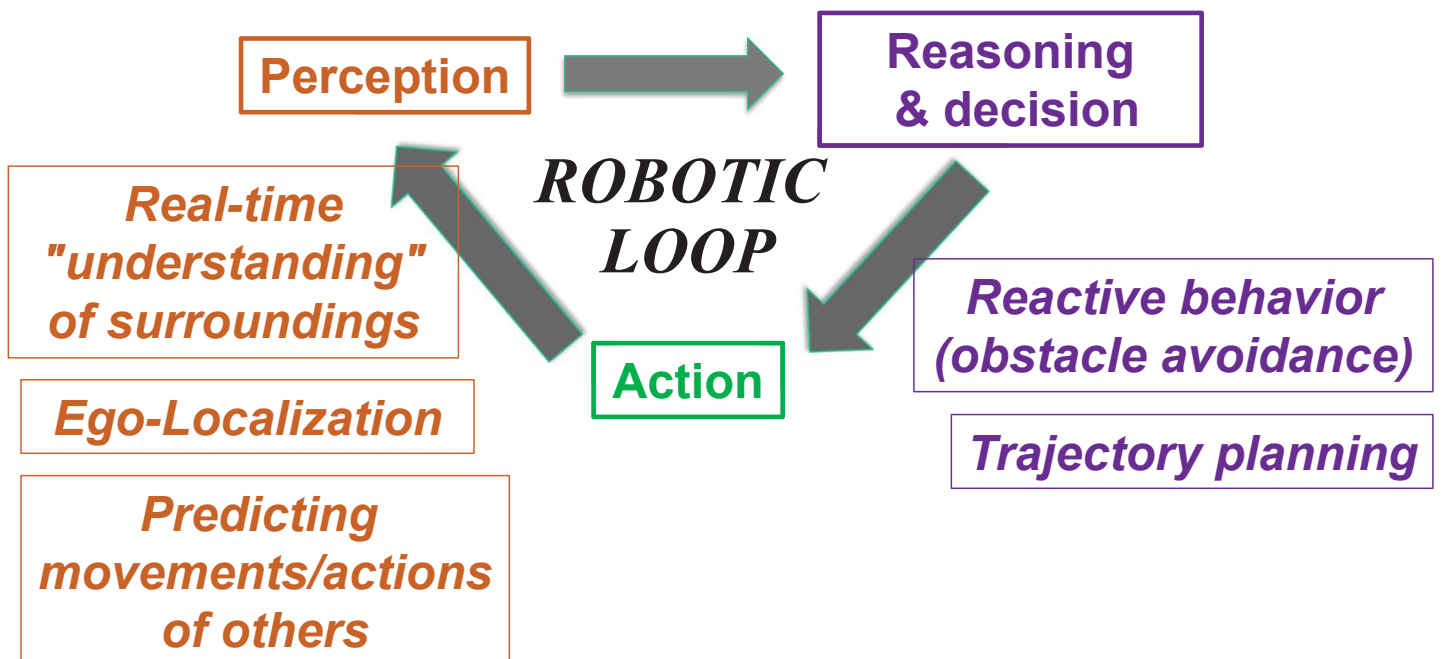 Perception
Reasoning
& decision
ROBOTIC
LOOP
Real-time
"understanding"
of surroundings
Reactive behavior
(obstacle avoidance)
Action
Ego-Localization
Trajectory planning
Predicting
movements/actions
of others